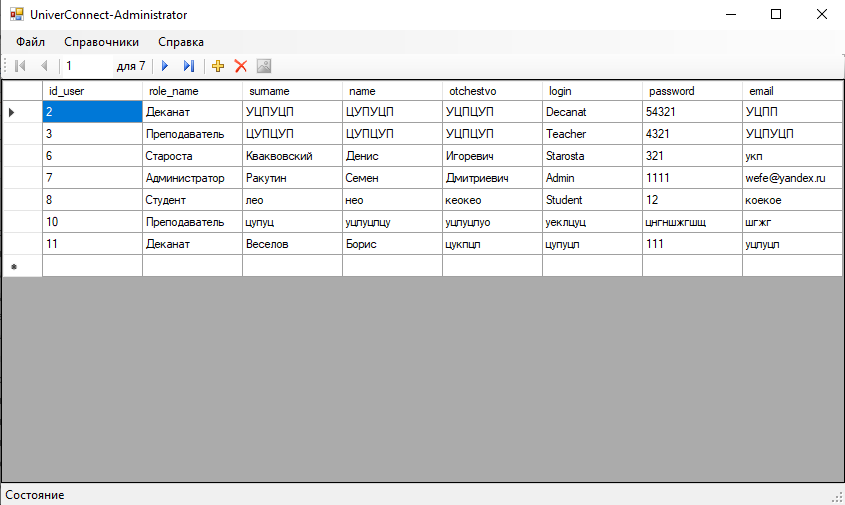 UniverConnect-Administrator
Файл Справочники Справка
1 для 7
id_user role_name surname name otchestvo login password email
2 Деканат УЦПУЦП ЦУПУЦП УЦПЦУП Decanat 54321 УЦПП
3 Преподаватель ЦУПЦУП ЦУПЦУП УЦПЦУП Teacher 4321 УЦПУЦП
6 Староста Кваквовский Денис Игоревич Starosta 321 укп
7 Администратор Ракутин Семен Дмитриевич Admin 1111 wefe@yandex.ru
8 Студент лео нео кеокео Student 12 коекое
10 Преподаватель цупуц уцпуцпцу уцпуцпуо уеклцуц цнгншжгшщ шгжг
11 Деканат Веселов Борис цукпцп цупуцп 111 уцпуцп
Состояние